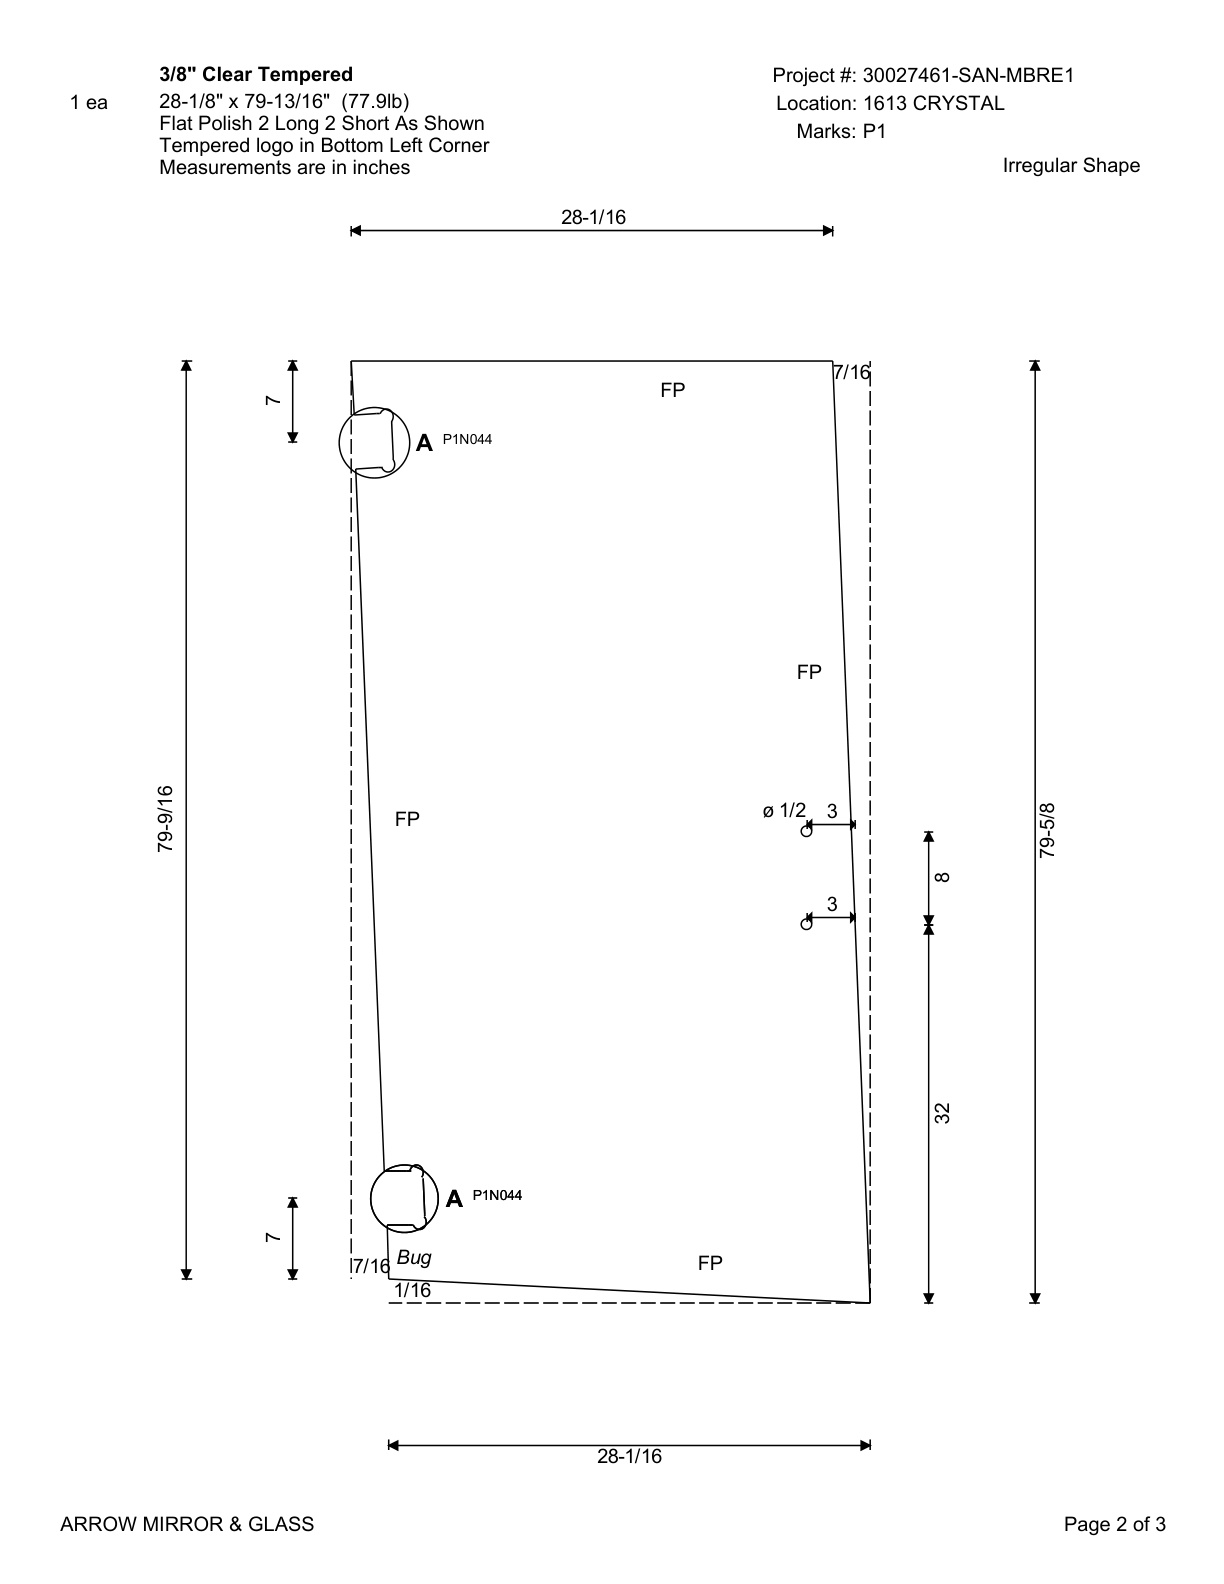 3/8" Clear Tempered
Project #: 30027461-SAN-MBRE1
1 ea
28-1/8" x 79-13/16" (77.9lb)
Location: 1613 CRYSTAL
Flat Polish 2 Long 2 Short As Shown
Marks: P1
Tempered logo in Bottom Left Corner
Measurements are in inches
Irregular Shape
28-1/16
7/16
FP
7
A P1N044
FP
ø 1/2
3
FP
79-9/16
79-5/8
8
3
32
A P1N044
7
Bug
7/16
FP
1/16
28-1/16
ARROW MIRROR & GLASS
Page 2 of 3